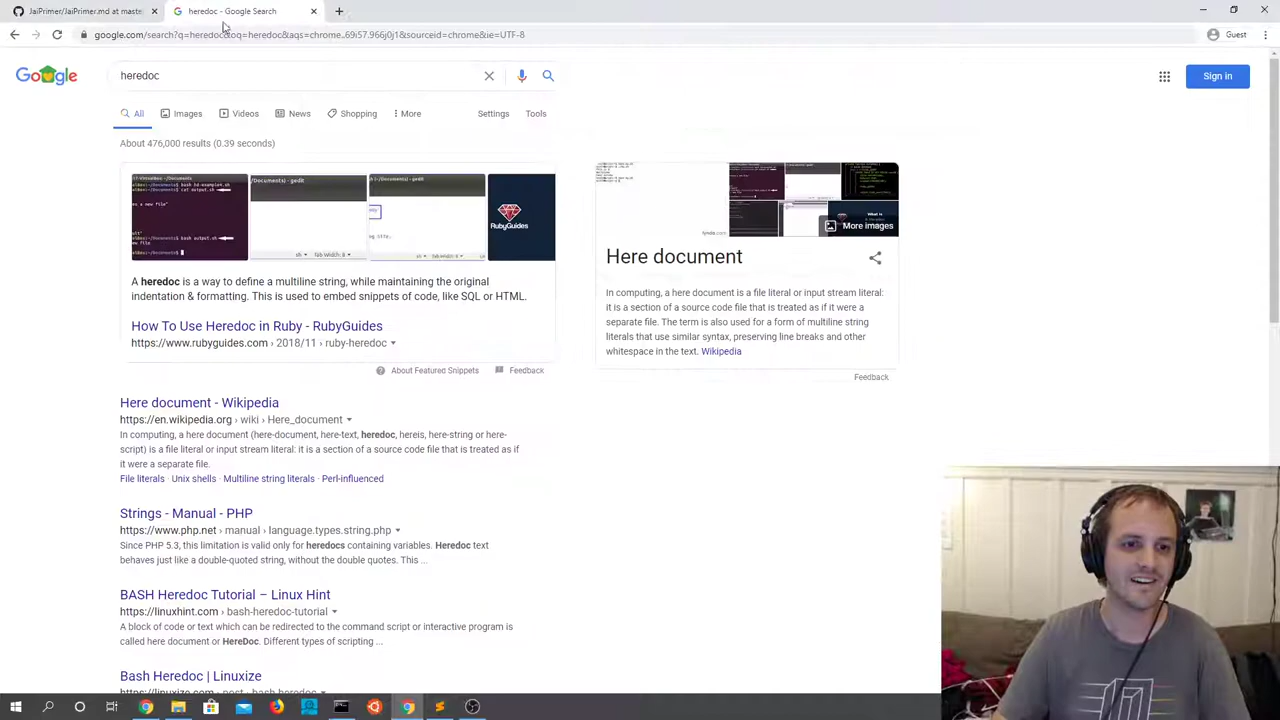 JaiPrimer/JaiPrimer.md at maste
heredoc - Google Search
google.com/search?q=heredoc&oq=heredoc&aqs=chrome..69i57.966j0j1&sourceid=chrome&ie=UTF-8
Guest
Google
heredoc
Sign in
All
Images
Videos
News
Shopping
More
Settings
Tools
About 476,000 results (0.39 seconds)
RubyGuides
More images
Here document
A heredoc is a way to define a multiline string, while maintaining the original
indentation & formatting. This is used to embed snippets of code, like SQL or HTML.
How To Use Heredoc in Ruby - RubyGuides
https://www.rubyguides.com › 2018/11 › ruby-heredoc
About Featured Snippets
Feedback
In computing, a here document is a file literal or input stream literal:
it is a section of a source code file that is treated as if it were a
separate file. The term is also used for a form of multiline string
literals that use similar syntax, preserving line breaks and other
whitespace in the text. Wikipedia
Feedback
Here document - Wikipedia
https://en.wikipedia.org › wiki › Here_document
In computing, a here document (here-document, here-text, heredoc, hereis, here-string or here-
script) is a file literal or input stream literal: it is a section of a source code file that is treated as if
it were a separate file.
File literals · Unix shells · Multiline string literals · Perl-influenced
Strings - Manual - PHP
https://www.php.net › manual › language.types.string.php
Since PHP 5.3, this limitation is valid only for heredocs containing variables. Heredoc text
behaves just like a double-quoted string, without the double quotes. This ...
BASH Heredoc Tutorial – Linux Hint
https://linuxhint.com › bash-heredoc-tutorial
A block of code or text which can be redirected to the command script or interactive program is
called here document or HereDoc. Different types of scripting ...
Bash Heredoc | Linuxize
https://linuxize.com › post › bash-heredoc